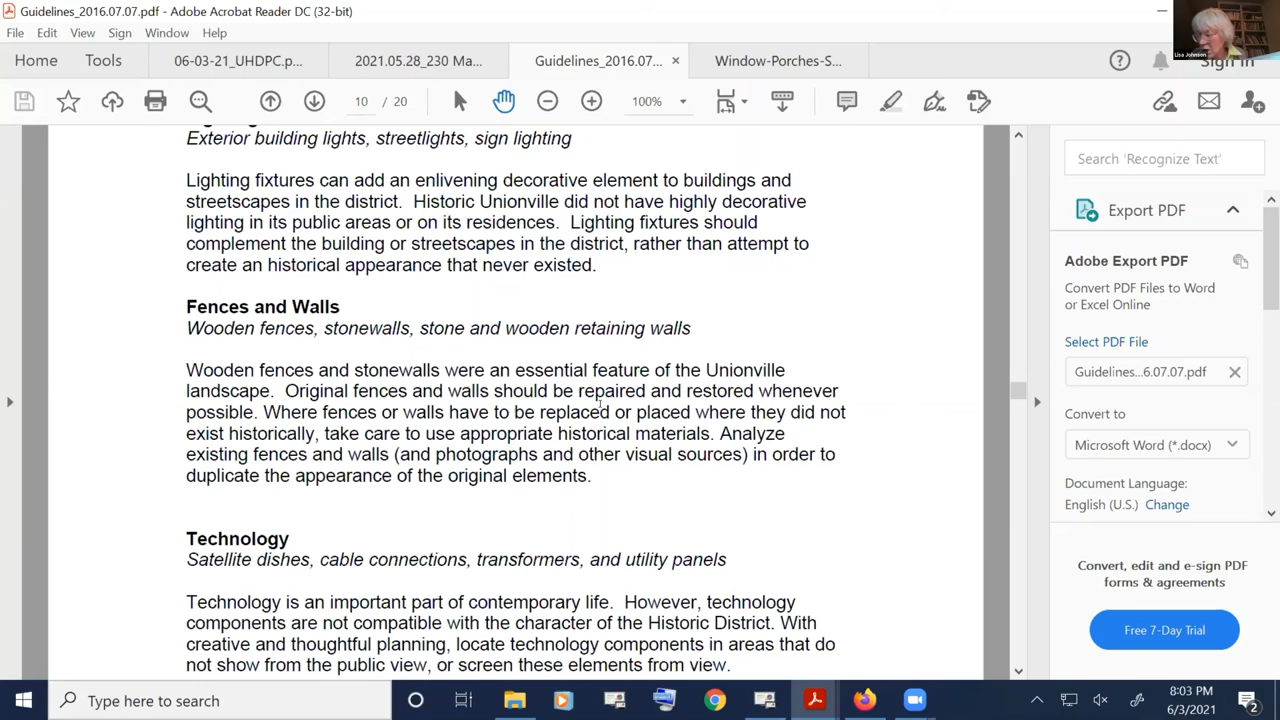 Guidelines_2016.07.07.pdf - Adobe Acrobat Reader DC (32-bit)
File Edit View Sign Window Help
Lisa Johnson
Home Tools 06-03-21_UHDPC.p... 2021.05.28_230 Ma... Guidelines_2016.07... Window-Porches-S... Sign In
10 / 20 100%
Exterior building lights, streetlights, sign lighting
Lighting fixtures can add an enlivening decorative element to buildings and
streetscapes in the district. Historic Unionville did not have highly decorative
lighting in its public areas or on its residences. Lighting fixtures should
complement the building or streetscapes in the district, rather than attempt to
create an historical appearance that never existed.
Fences and Walls
Wooden fences, stonewalls, stone and wooden retaining walls
Wooden fences and stonewalls were an essential feature of the Unionville
landscape. Original fences and walls should be repaired and restored whenever
possible. Where fences or walls have to be replaced or placed where they did not
exist historically, take care to use appropriate historical materials. Analyze
existing fences and walls (and photographs and other visual sources) in order to
duplicate the appearance of the original elements.
Technology
Satellite dishes, cable connections, transformers, and utility panels
Technology is an important part of contemporary life. However, technology
components are not compatible with the character of the Historic District. With
creative and thoughtful planning, locate technology components in areas that do
not show from the public view, or screen these elements from view.
Search 'Recognize Text'
Export PDF
Adobe Export PDF
Convert PDF Files to Word
or Excel Online
Select PDF File
Guidelines...6.07.07.pdf
Convert to
Microsoft Word (*.docx)
Document Language:
English (U.S.) Change
Convert, edit and e-sign PDF
forms & agreements
Free 7-Day Trial
Type here to search
8:03 PM
6/3/2021
2